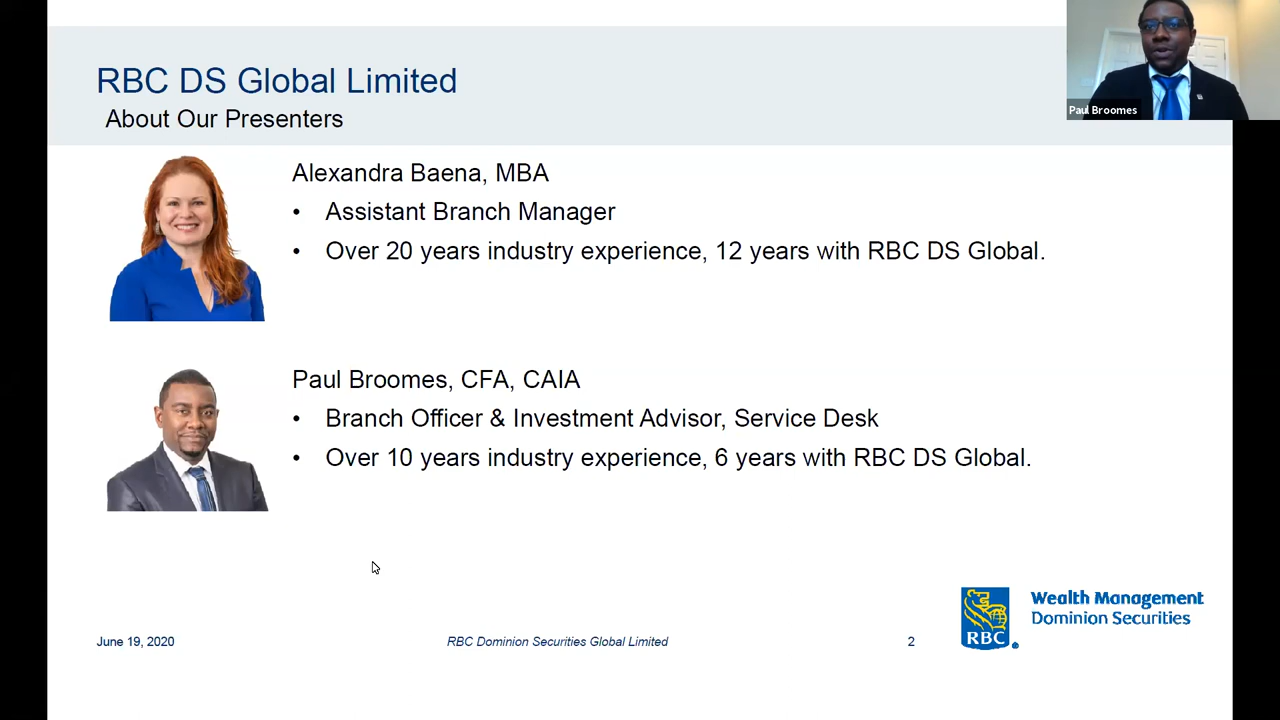 RBC DS Global Limited
About Our Presenters
Paul Broomes
Alexandra Baena, MBA
• Assistant Branch Manager
• Over 20 years industry experience, 12 years with RBC DS Global.
Paul Broomes, CFA, CAIA
• Branch Officer & Investment Advisor, Service Desk
• Over 10 years industry experience, 6 years with RBC DS Global.
June 19, 2020
RBC Dominion Securities Global Limited
2
RBC ®
Wealth Management
Dominion Securities